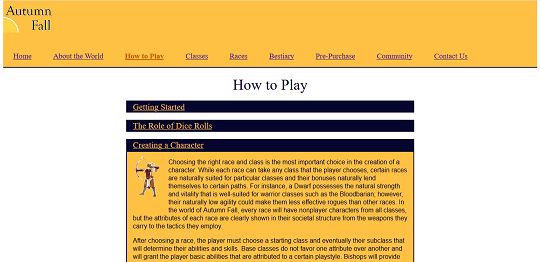 Autumn
Fall
Home About the World How to Play Classes Races Bestiary Pre-Purchase Community Contact Us
How to Play
Getting Started
The Role of Dice Rolls
Creating a Character
Choosing the right race and class is the most important choice in the creation of a
character. While each race can take any class that the player chooses, certain races
are naturally suited for particular classes and their bonuses naturally lend
themselves to certain paths. For instance, a Dwarf possesses the natural strength
and vitality that is well-suited for warrior classes such as the Bloodbarian; however,
their naturally low agility could make them less effective rogues than other races. In
the world of Autumn Fall, every race will have nonplayer characters from all classes,
but the attributes of each race are clearly shown in their societal structure from the weapons they
carry to the tactics they employ.
After choosing a race, the player must choose a starting class and eventually their subclass that
will determine their abilities and skills. Base classes do not favor one attribute over another and
will grant the player basic abilities that are attributed to a certain playstyle. Bishops will provide